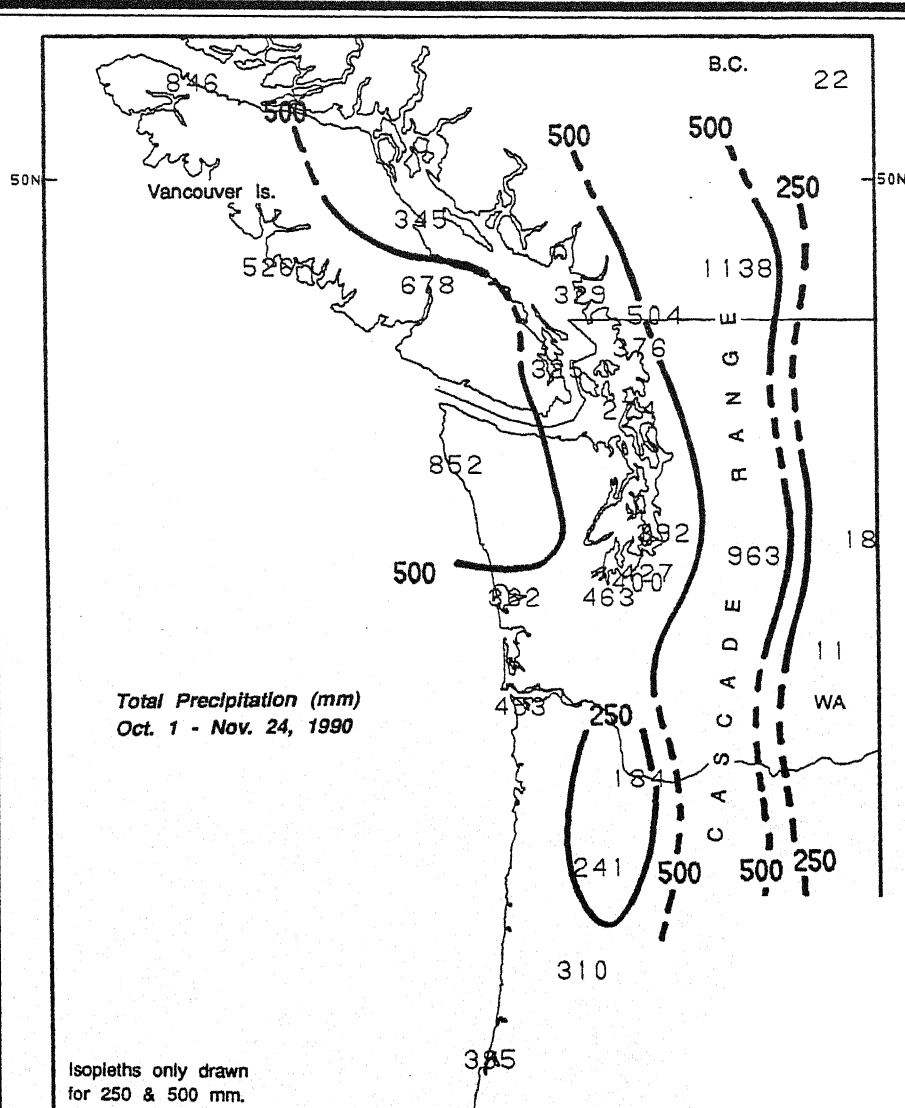 B.C.
22
846
500
500
500
50N
50N
250
Vancouver Is.
345
526
678
1138
329
504
376
852
963
18
500
463
11
Total Precipitation (mm)
WA
Oct. 1 - Nov. 24, 1990
250
184
241
500
500
250
310
385
CASCADE RANGE
Isopleths only drawn
for 250 & 500 mm.